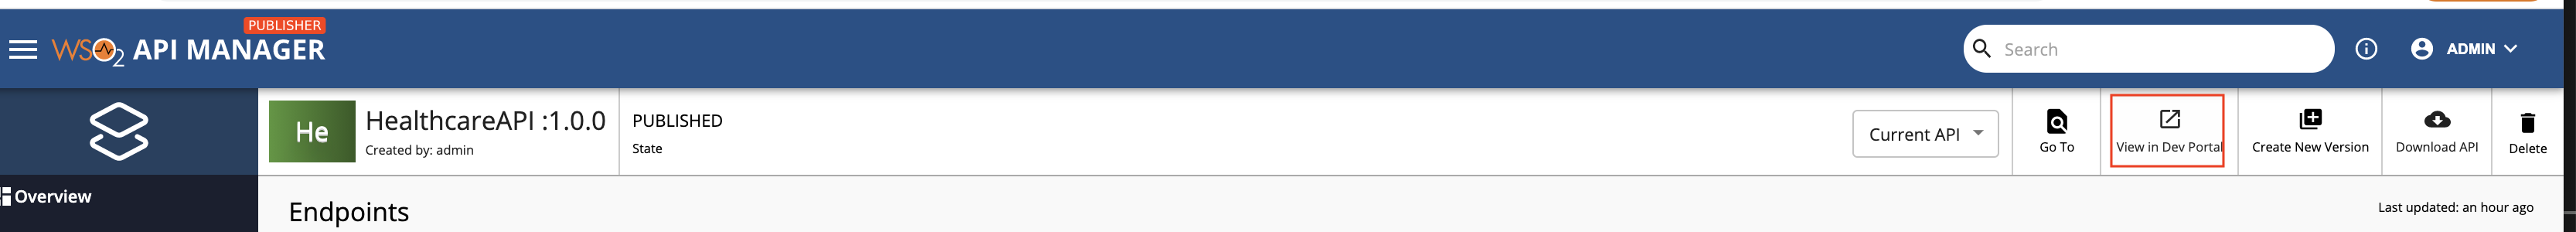 PUBLISHER
WSO2 API MANAGER
Search
ADMIN
He
HealthcareAPI :1.0.0
Created by: admin
PUBLISHED
State
Current API
Go To
View in Dev Portal
Create New Version
Download API
Delete
Overview
Endpoints
Last updated: an hour ago